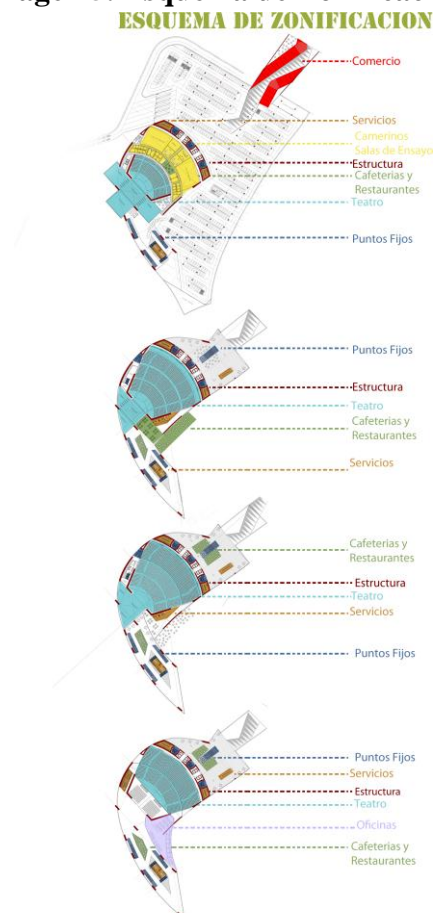 ESQUEMA DE ZONIFICACION
Comercio
Servicios
Camerinos
Salas de Ensayo
Estructura
Cafeterias y
Restaurantes
Teatro
Puntos Fijos
Puntos Fijos
Estructura
Teatro
Cafeterias y
Restaurantes
Servicios
Cafeterias y
Restaurantes
Estructura
Teatro
Servicios
Puntos Fijos
Puntos Fijos
Servicios
Estructura
Teatro
Oficinas
Cafeterias y
Restaurantes